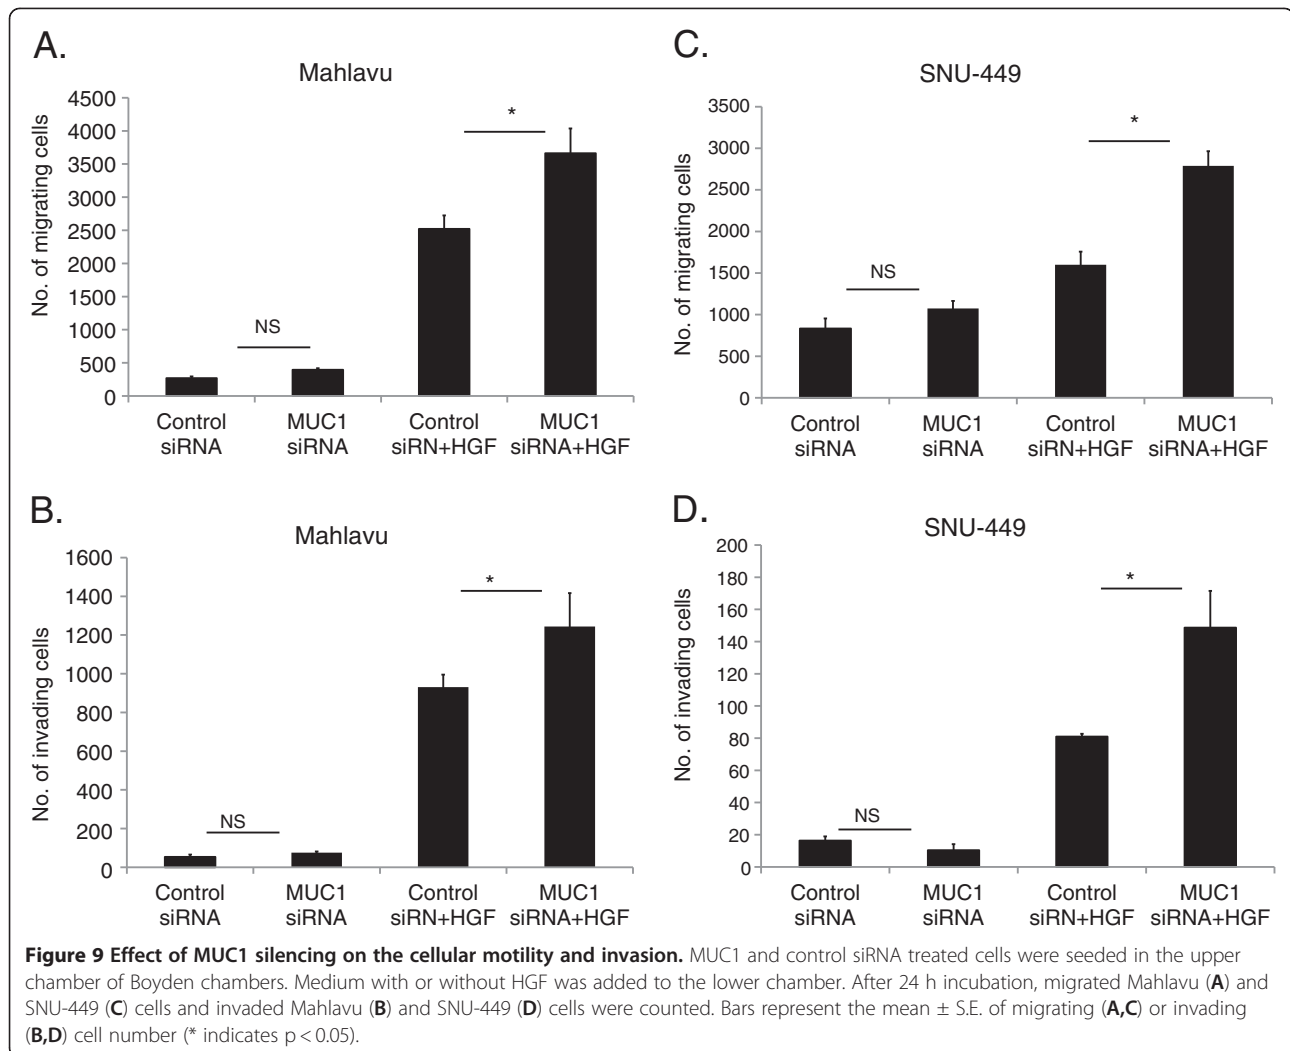 A.
Mahlavu
No. of migrating cells
4500
4000
3500
3000
2500
2000
1500
1000
500
0
NS
*
Control siRNA
MUC1 siRNA
Control siRN+HGF
MUC1 siRNA+HGF
C.
SNU-449
No. of migrating cells
3500
3000
2500
2000
1500
1000
500
0
NS
*
Control siRNA
MUC1 siRNA
Control siRN+HGF
MUC1 siRNA+HGF
B.
Mahlavu
No. of invading cells
1600
1400
1200
1000
800
600
400
200
0
NS
*
Control siRNA
MUC1 siRNA
Control siRN+HGF
MUC1 siRNA+HGF
D.
SNU-449
No. of invading cells
200
180
160
140
120
100
80
60
40
20
0
NS
*
Control siRNA
MUC1 siRNA
Control siRN+HGF
MUC1 siRNA+HGF
Figure 9 Effect of MUC1 silencing on the cellular motility and invasion. MUC1 and control siRNA treated cells were seeded in the upper
chamber of Boyden chambers. Medium with or without HGF was added to the lower chamber. After 24 h incubation, migrated Mahlavu (A) and
SNU-449 (C) cells and invaded Mahlavu (B) and SNU-449 (D) cells were counted. Bars represent the mean ± S.E. of migrating (A,C) or invading
(B,D) cell number (* indicates p < 0.05).